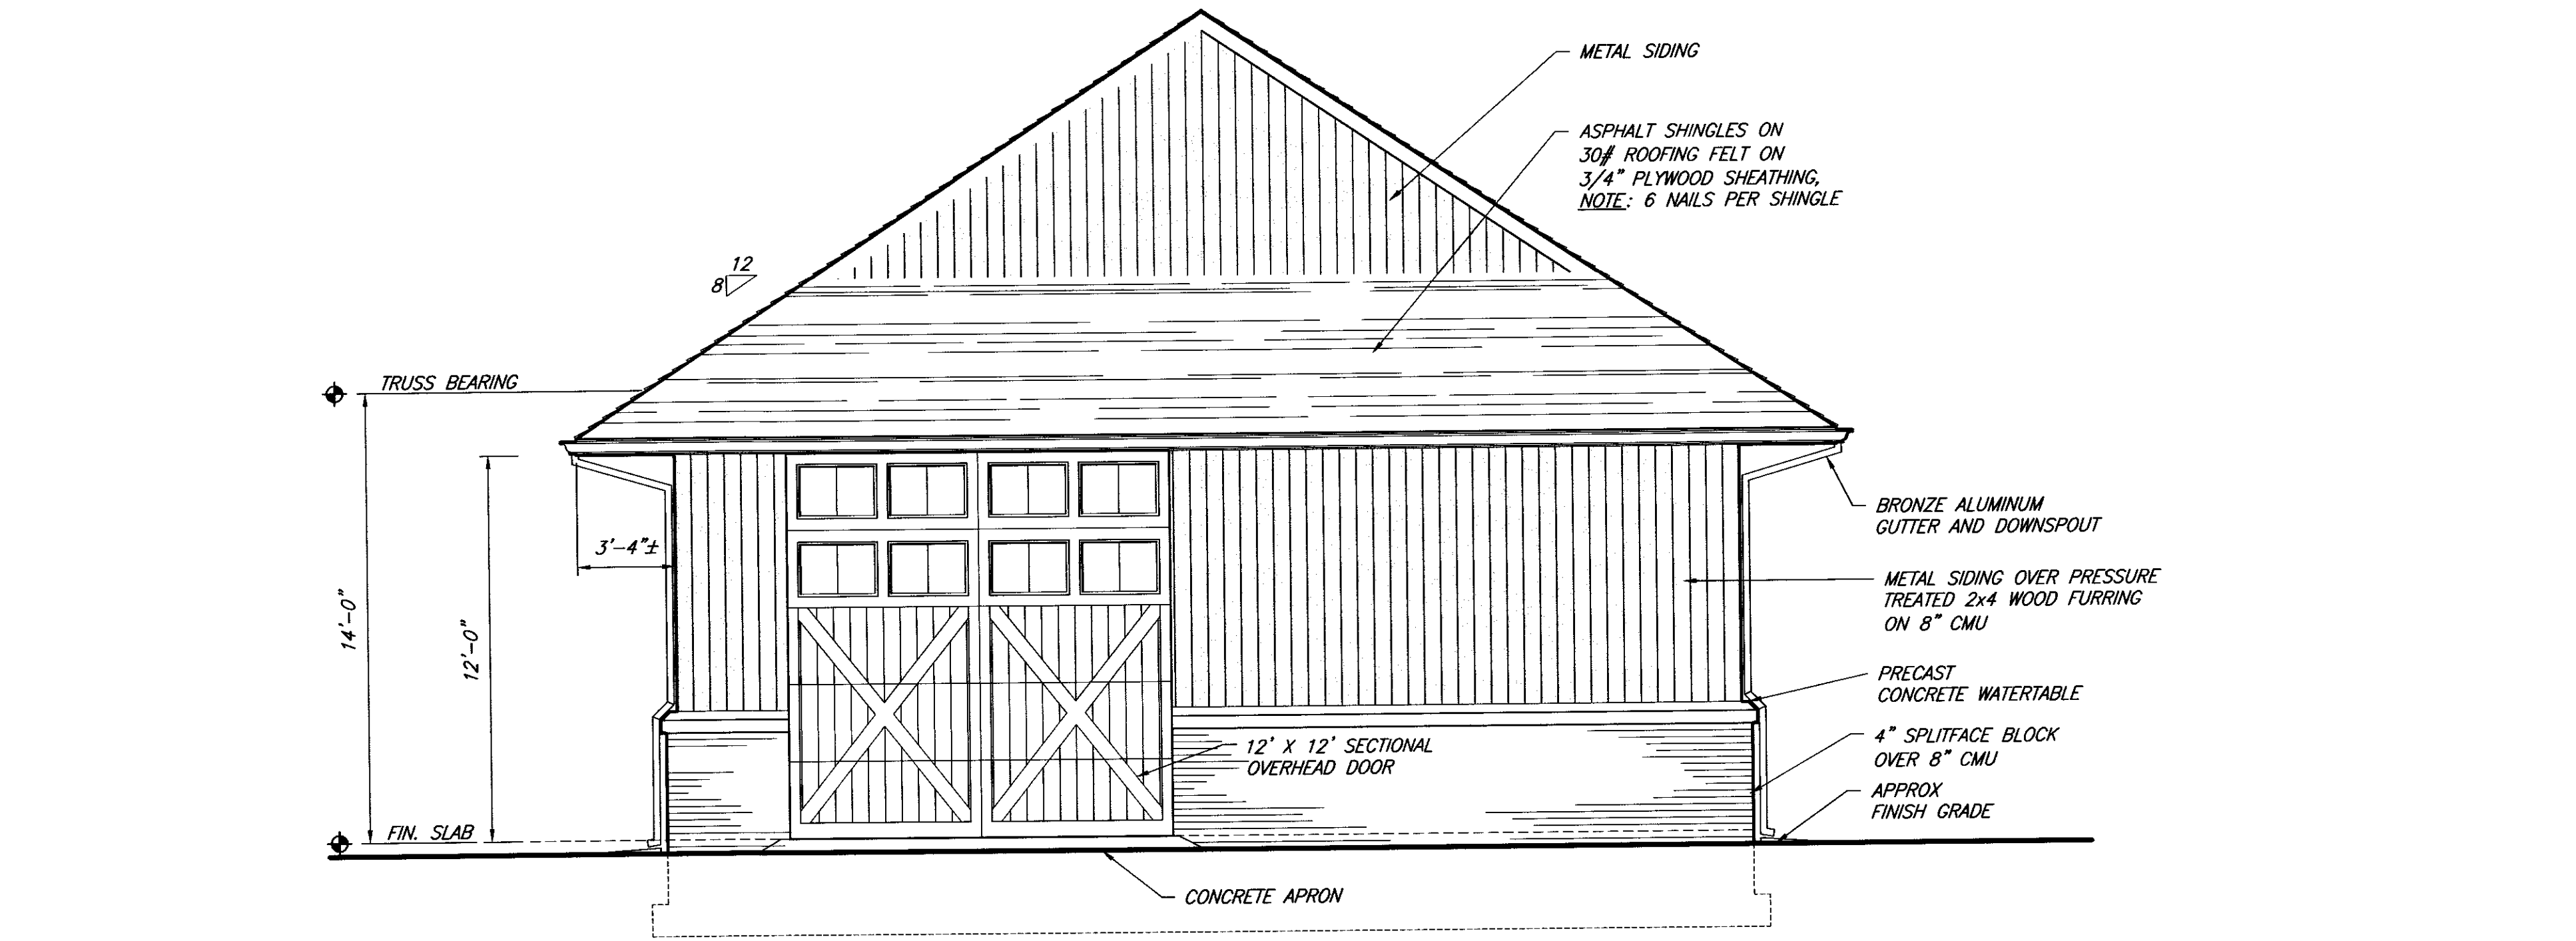 METAL SIDING
ASPHALT SHINGLES ON
30# ROOFING FELT ON
3/4" PLYWOOD SHEATHING,
NOTE: 6 NAILS PER SHINGLE
12
8
TRUSS BEARING
3'-4"±
14'-0"
12'-0"
BRONZE ALUMINUM
GUTTER AND DOWNSPOUT
METAL SIDING OVER PRESSURE
TREATED 2x4 WOOD FURRING
ON 8" CMU
PRECAST
CONCRETE WATERTABLE
12' X 12' SECTIONAL
OVERHEAD DOOR
4" SPLITFACE BLOCK
OVER 8" CMU
APPROX
FINISH GRADE
FIN. SLAB
CONCRETE APRON